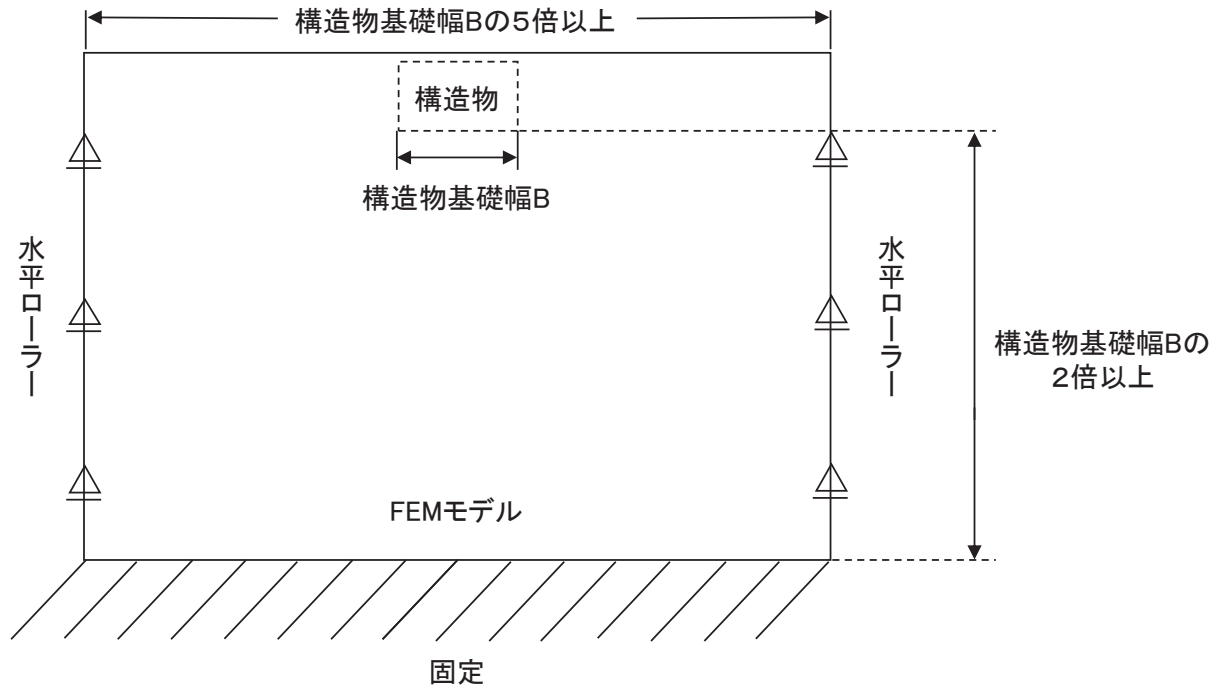 構造物基礎幅Bの5倍以上
構造物
構造物基礎幅B
水平ローラー
水平ローラー
構造物基礎幅Bの
2倍以上
FEMモデル
固定